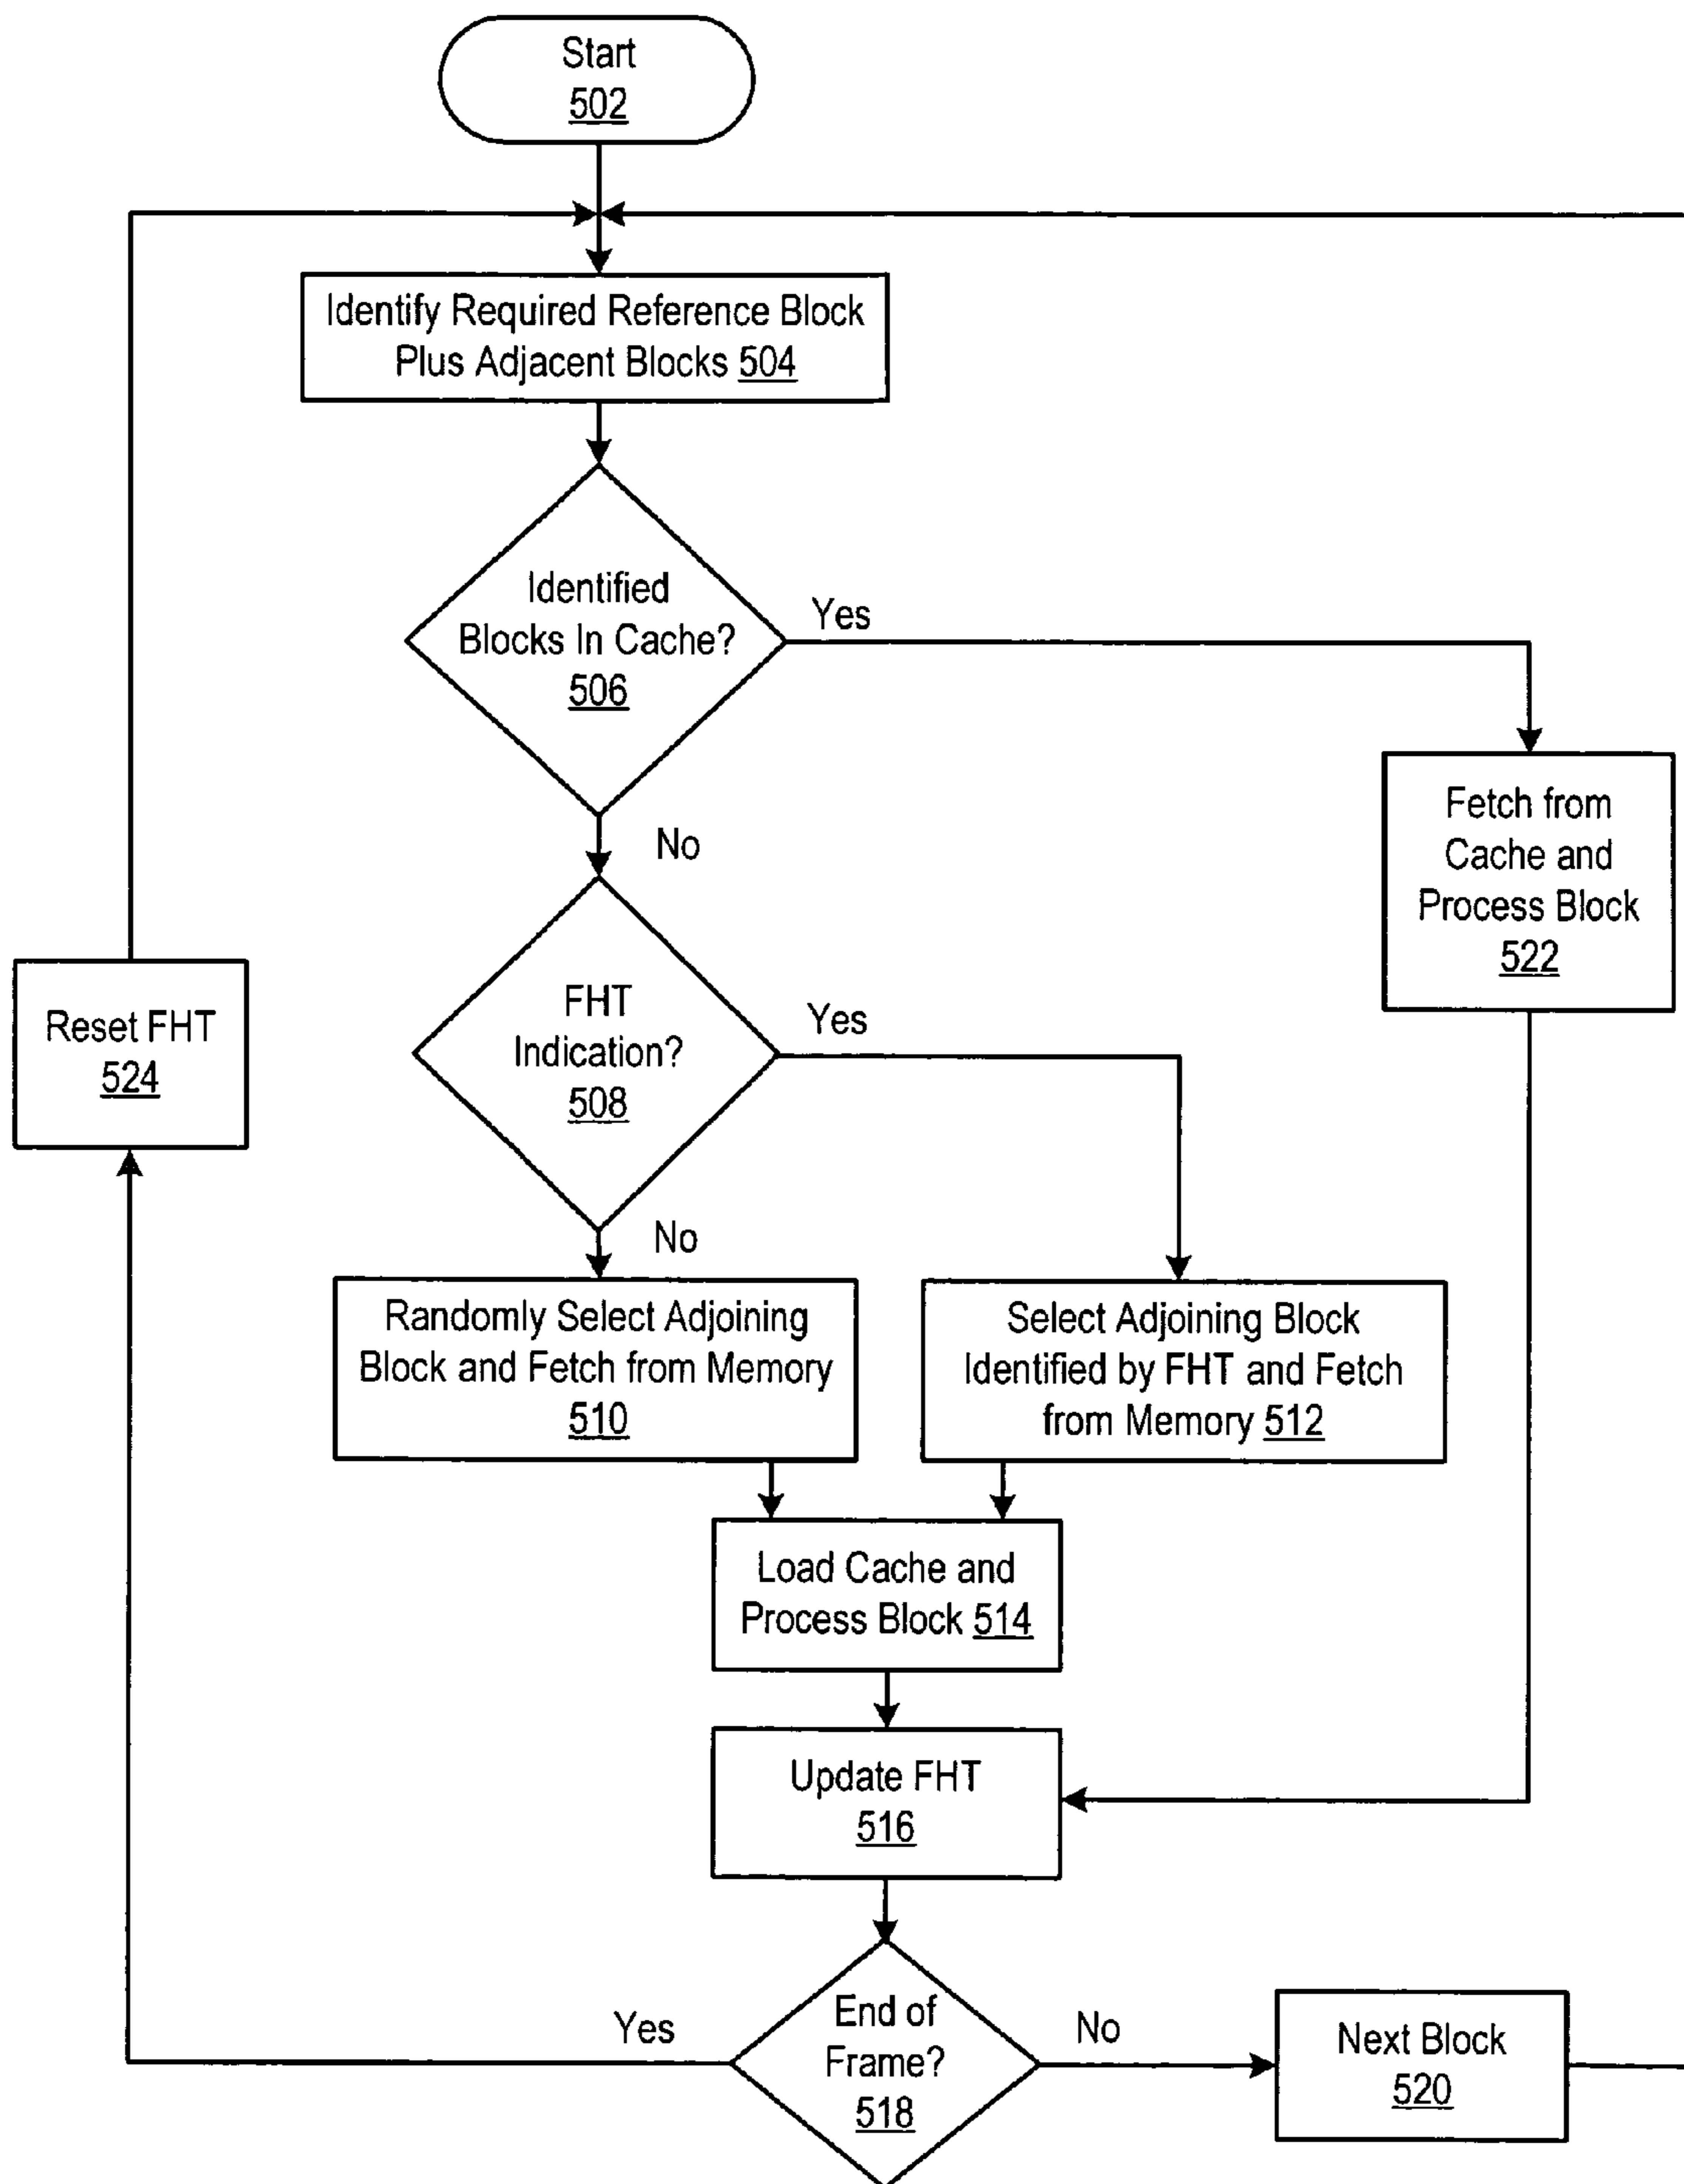 Start
502
Identify Required Reference Block
Plus Adjacent Blocks 504
Identified
Blocks In Cache?
506
Yes
No
Fetch from
Cache and
Process Block
522
Reset FHT
524
FHT
Indication?
508
Yes
No
Randomly Select Adjoining
Block and Fetch from Memory
510
Select Adjoining Block
Identified by FHT and Fetch
from Memory 512
Load Cache and
Process Block 514
Update FHT
516
End of
Frame?
518
Yes
No
Next Block
520